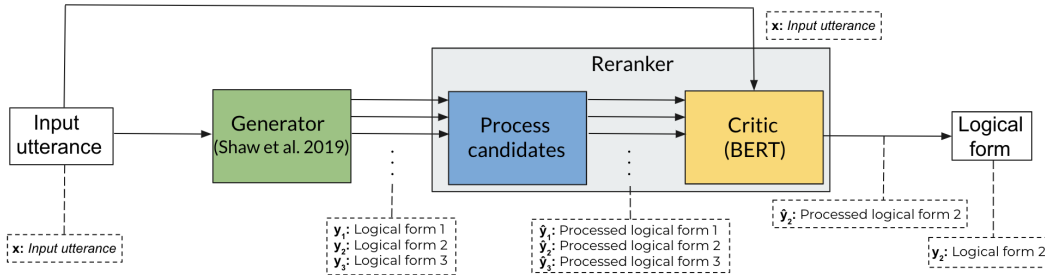 x: Input utterance
Reranker
Input
utterance
Generator
(Shaw et al. 2019)
Process
candidates
Critic
(BERT)
Logical
form
x: Input utterance
y₁: Logical form 1
y₂: Logical form 2
y₃: Logical form 3
ŷ₁: Processed logical form 1
ŷ₂: Processed logical form 2
ŷ₃: Processed logical form 3
ŷ₂: Processed logical form 2
y₂: Logical form 2